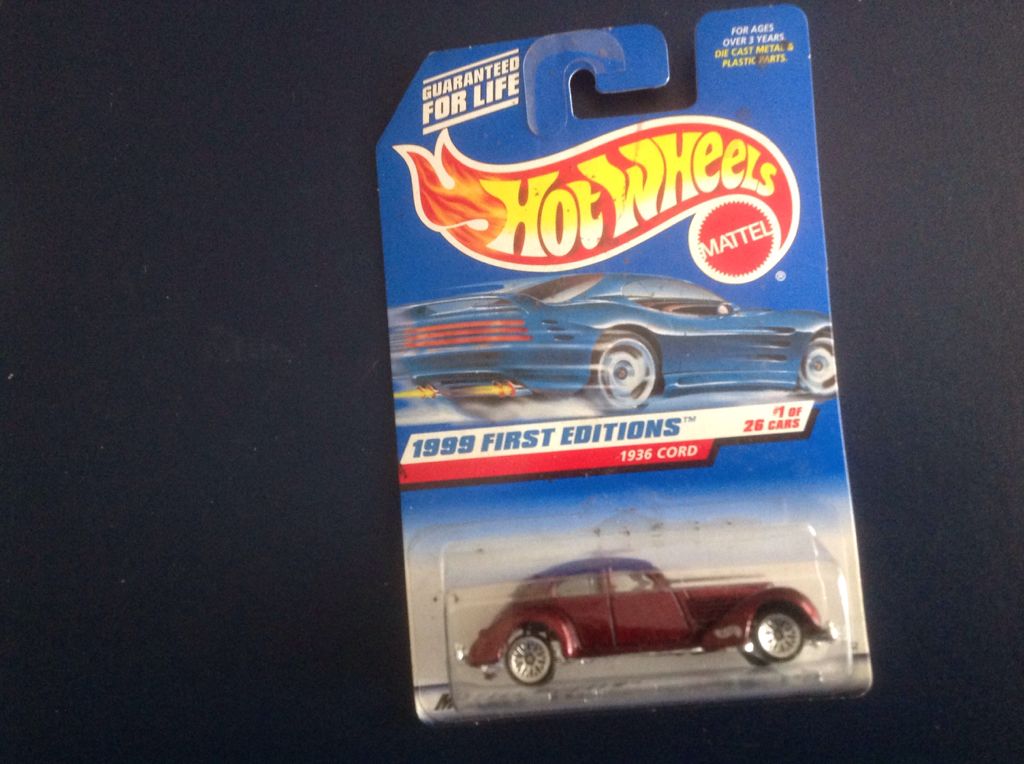 GUARANTEED
FOR LIFE
FOR AGES
OVER 3 YEARS.
DIE CAST METAL &
PLASTIC PARTS.
HOT WHEELS
MATTEL
®
1999 FIRST EDITIONS™
#1 OF
26 CARS
1936 CORD